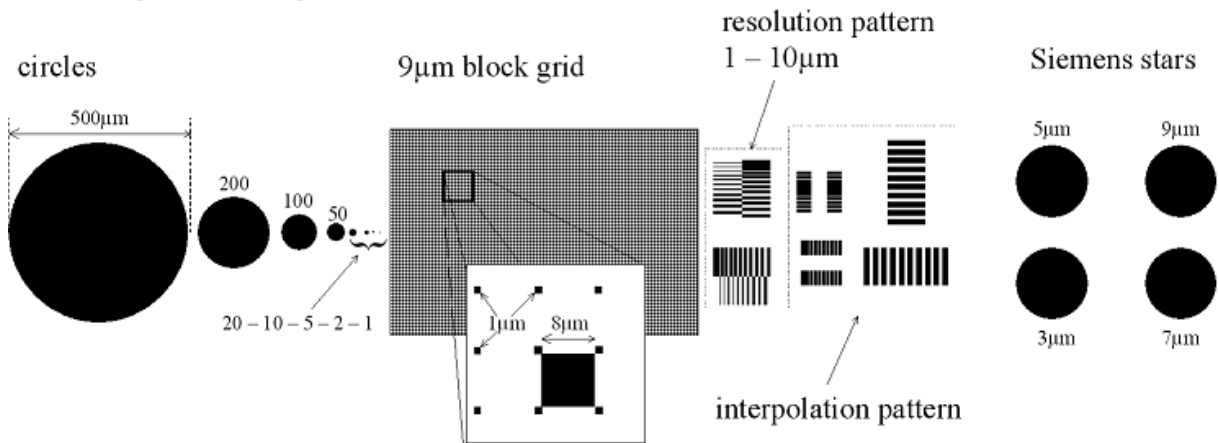 circles
500µm
200
100
50
20 – 10 – 5 – 2 – 1
9µm block grid
1µm
8µm
resolution pattern
1 – 10µm
interpolation pattern
Siemens stars
5µm
9µm
3µm
7µm